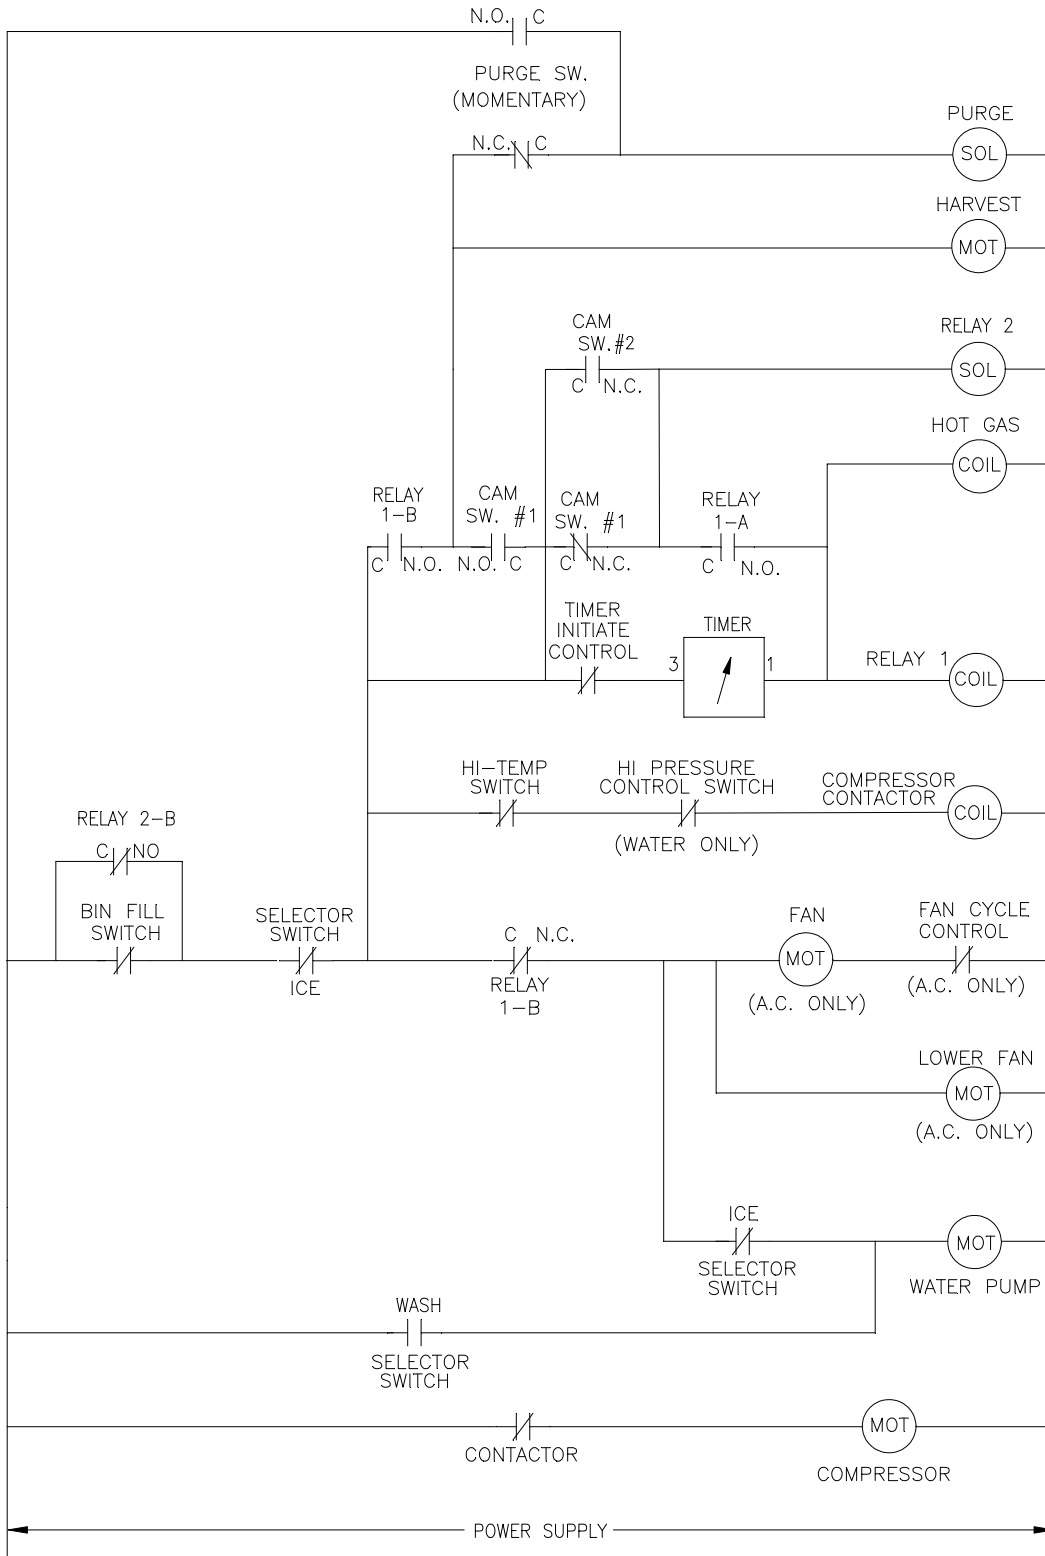 N.O. C
PURGE SW.
(MOMENTARY)
PURGE
N.C. C
SOL
HARVEST
MOT
CAM
SW. #2
RELAY 2
C N.C.
SOL
HOT GAS
COIL
RELAY
1-B
CAM
SW. #1
CAM
SW. #1
RELAY
1-A
C N.O.
N.O. C
C N.C.
C N.O.
TIMER
INITIATE
CONTROL
TIMER
3
1
RELAY 1
COIL
HI-TEMP
SWITCH
HI PRESSURE
CONTROL SWITCH
(WATER ONLY)
COMPRESSOR
CONTACTOR
COIL
RELAY 2-B
C NO
BIN FILL
SWITCH
SELECTOR
SWITCH
ICE
C N.C.
RELAY
1-B
FAN
MOT
(A.C. ONLY)
FAN CYCLE
CONTROL
(A.C. ONLY)
LOWER FAN
MOT
(A.C. ONLY)
ICE
SELECTOR
SWITCH
MOT
WATER PUMP
WASH
SELECTOR
SWITCH
CONTACTOR
MOT
COMPRESSOR
POWER SUPPLY